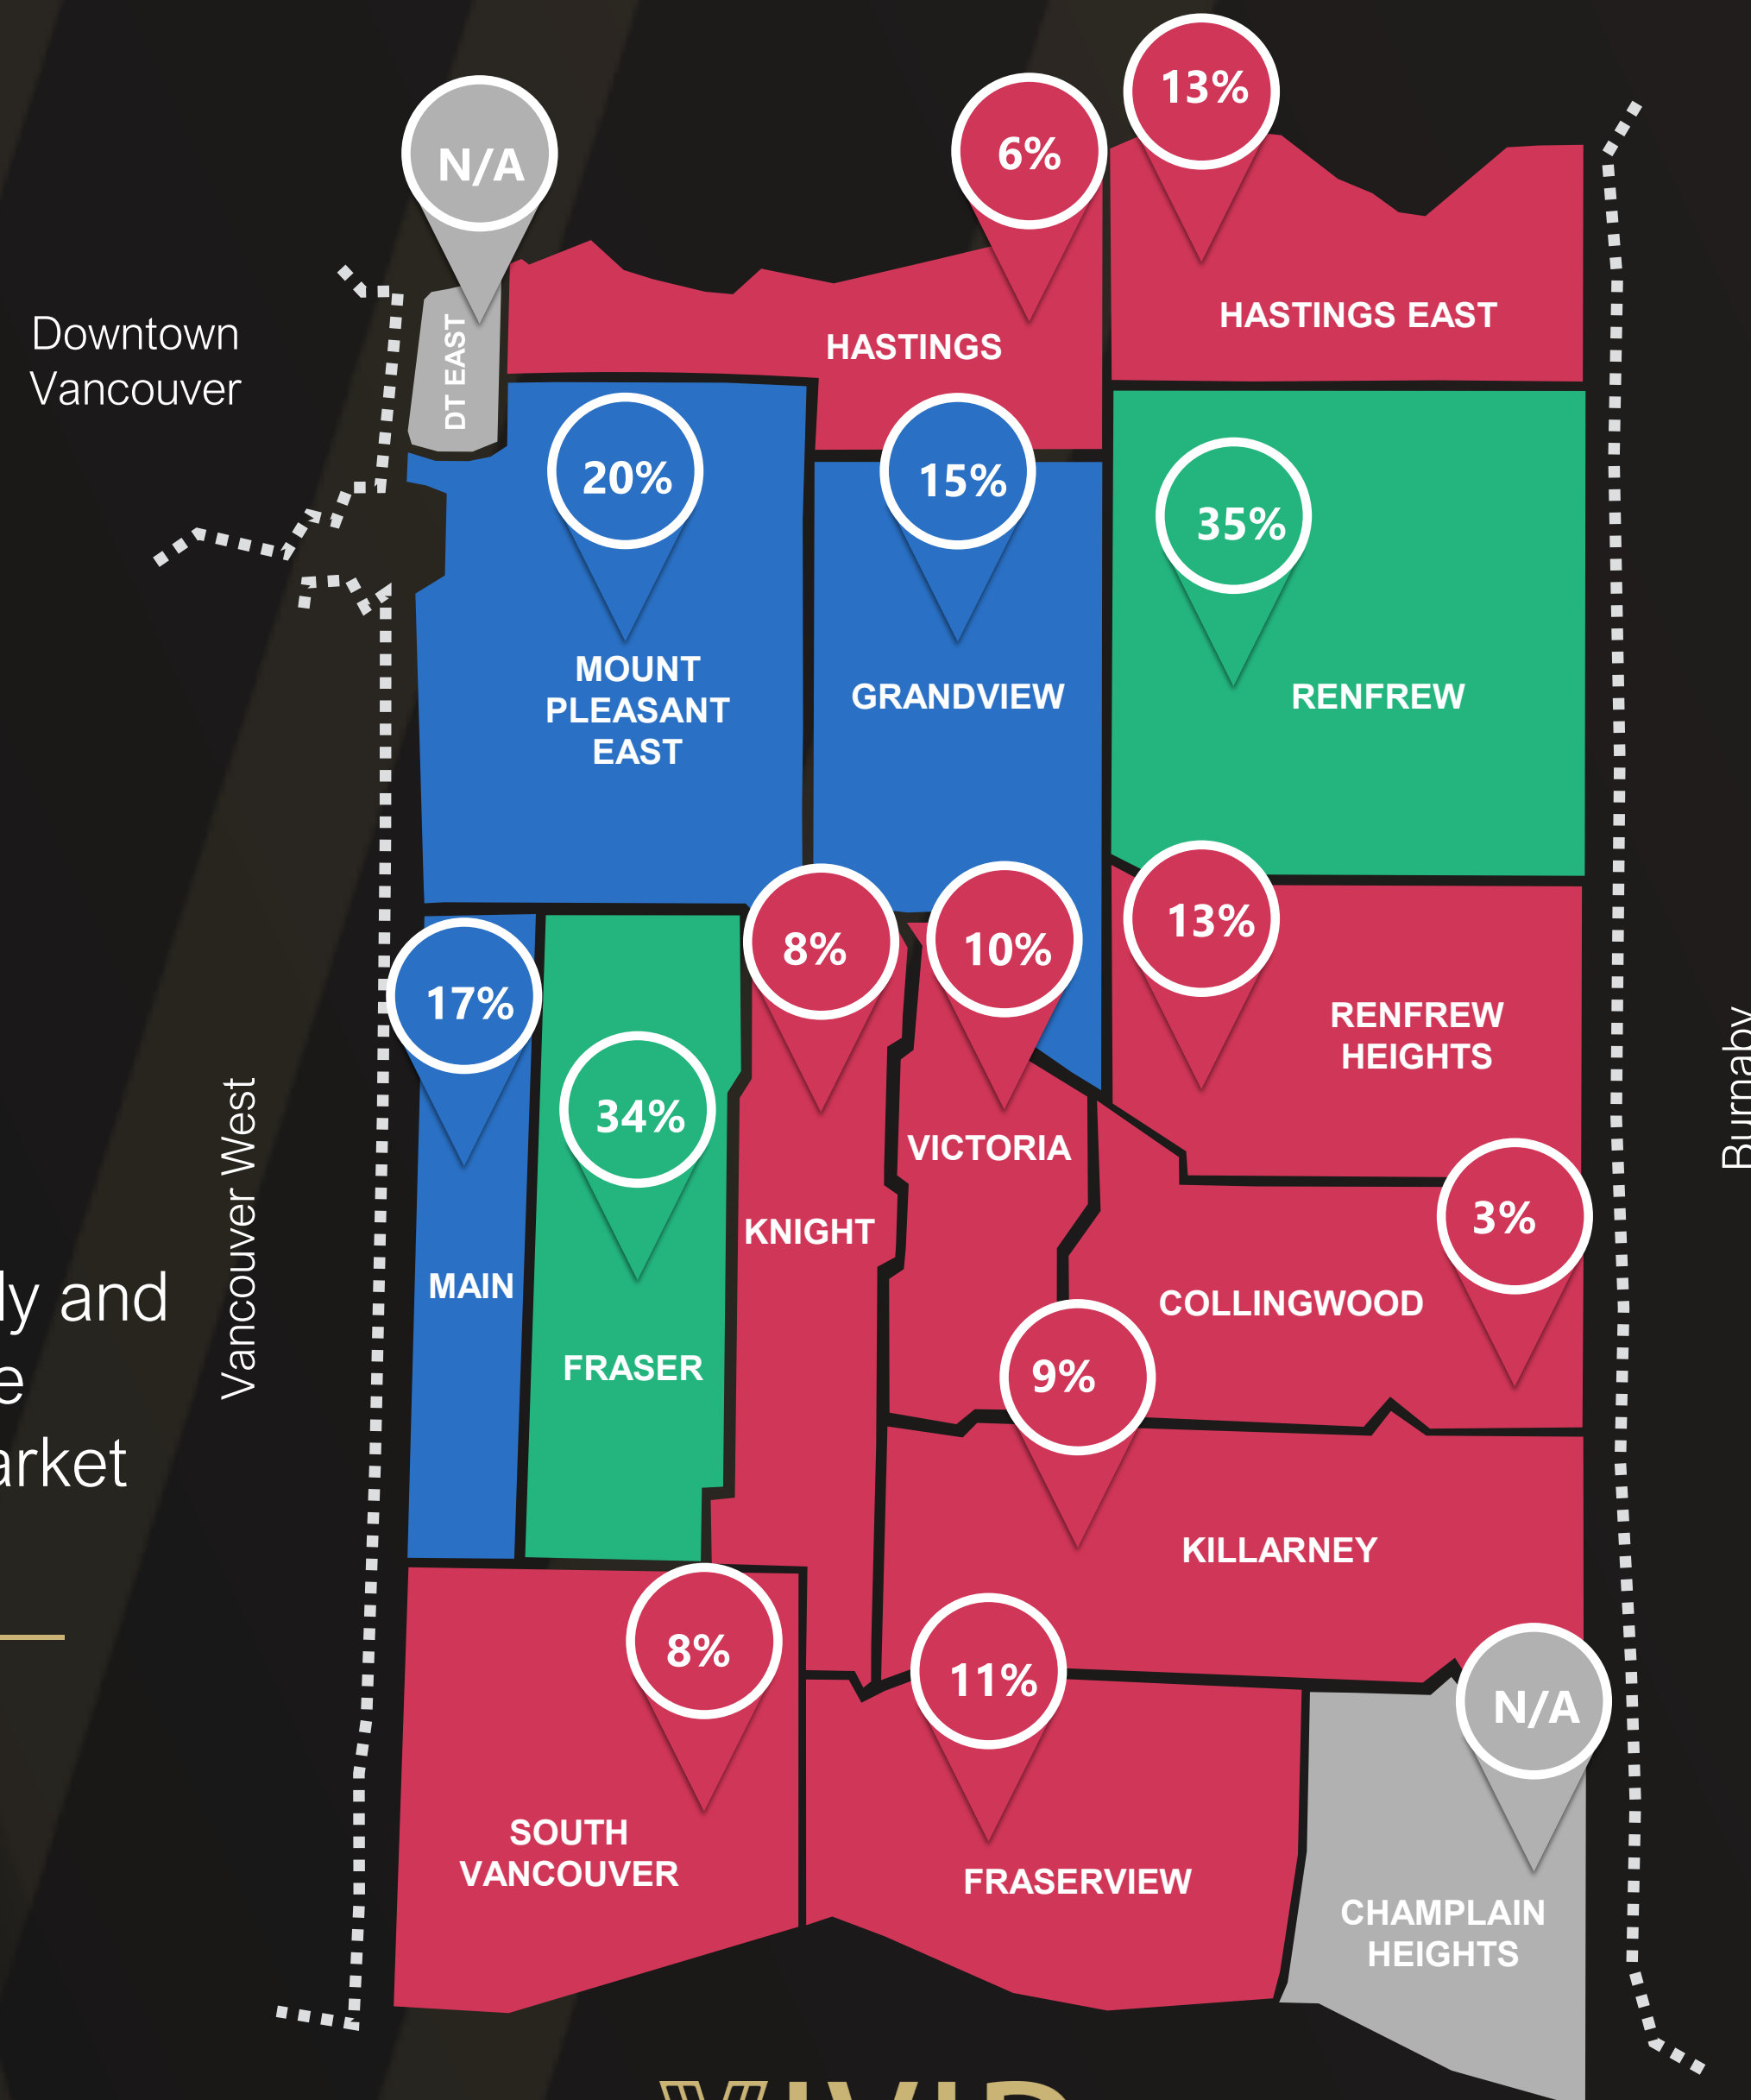 13%
6%
N/A
HASTINGS EAST
Downtown
Vancouver
HASTINGS
DT EAST
20%
15%
35%
MOUNT
PLEASANT
EAST
GRANDVIEW
RENFREW
13%
8%
10%
17%
RENFREW
HEIGHTS
Burnaby
34%
VICTORIA
Vancouver West
KNIGHT
3%
MAIN
ly and
COLLINGWOOD
FRASER
9%
e
arket
KILLARNEY
8%
11%
N/A
SOUTH
VANCOUVER
FRASERVIEW
CHAMPLAIN
HEIGHTS
VIVID